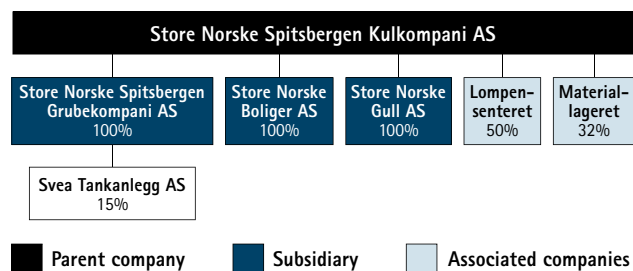 Store Norske Spitsbergen Kulkompani AS
Store Norske Spitsbergen
Grubekompani AS
100%
Store Norske
Boliger AS
100%
Store Norske
Gull AS
100%
Lompen-
senteret
50%
Material-
lageret
32%
Svea Tankanlegg AS
15%
Parent company
Subsidiary
Associated companies